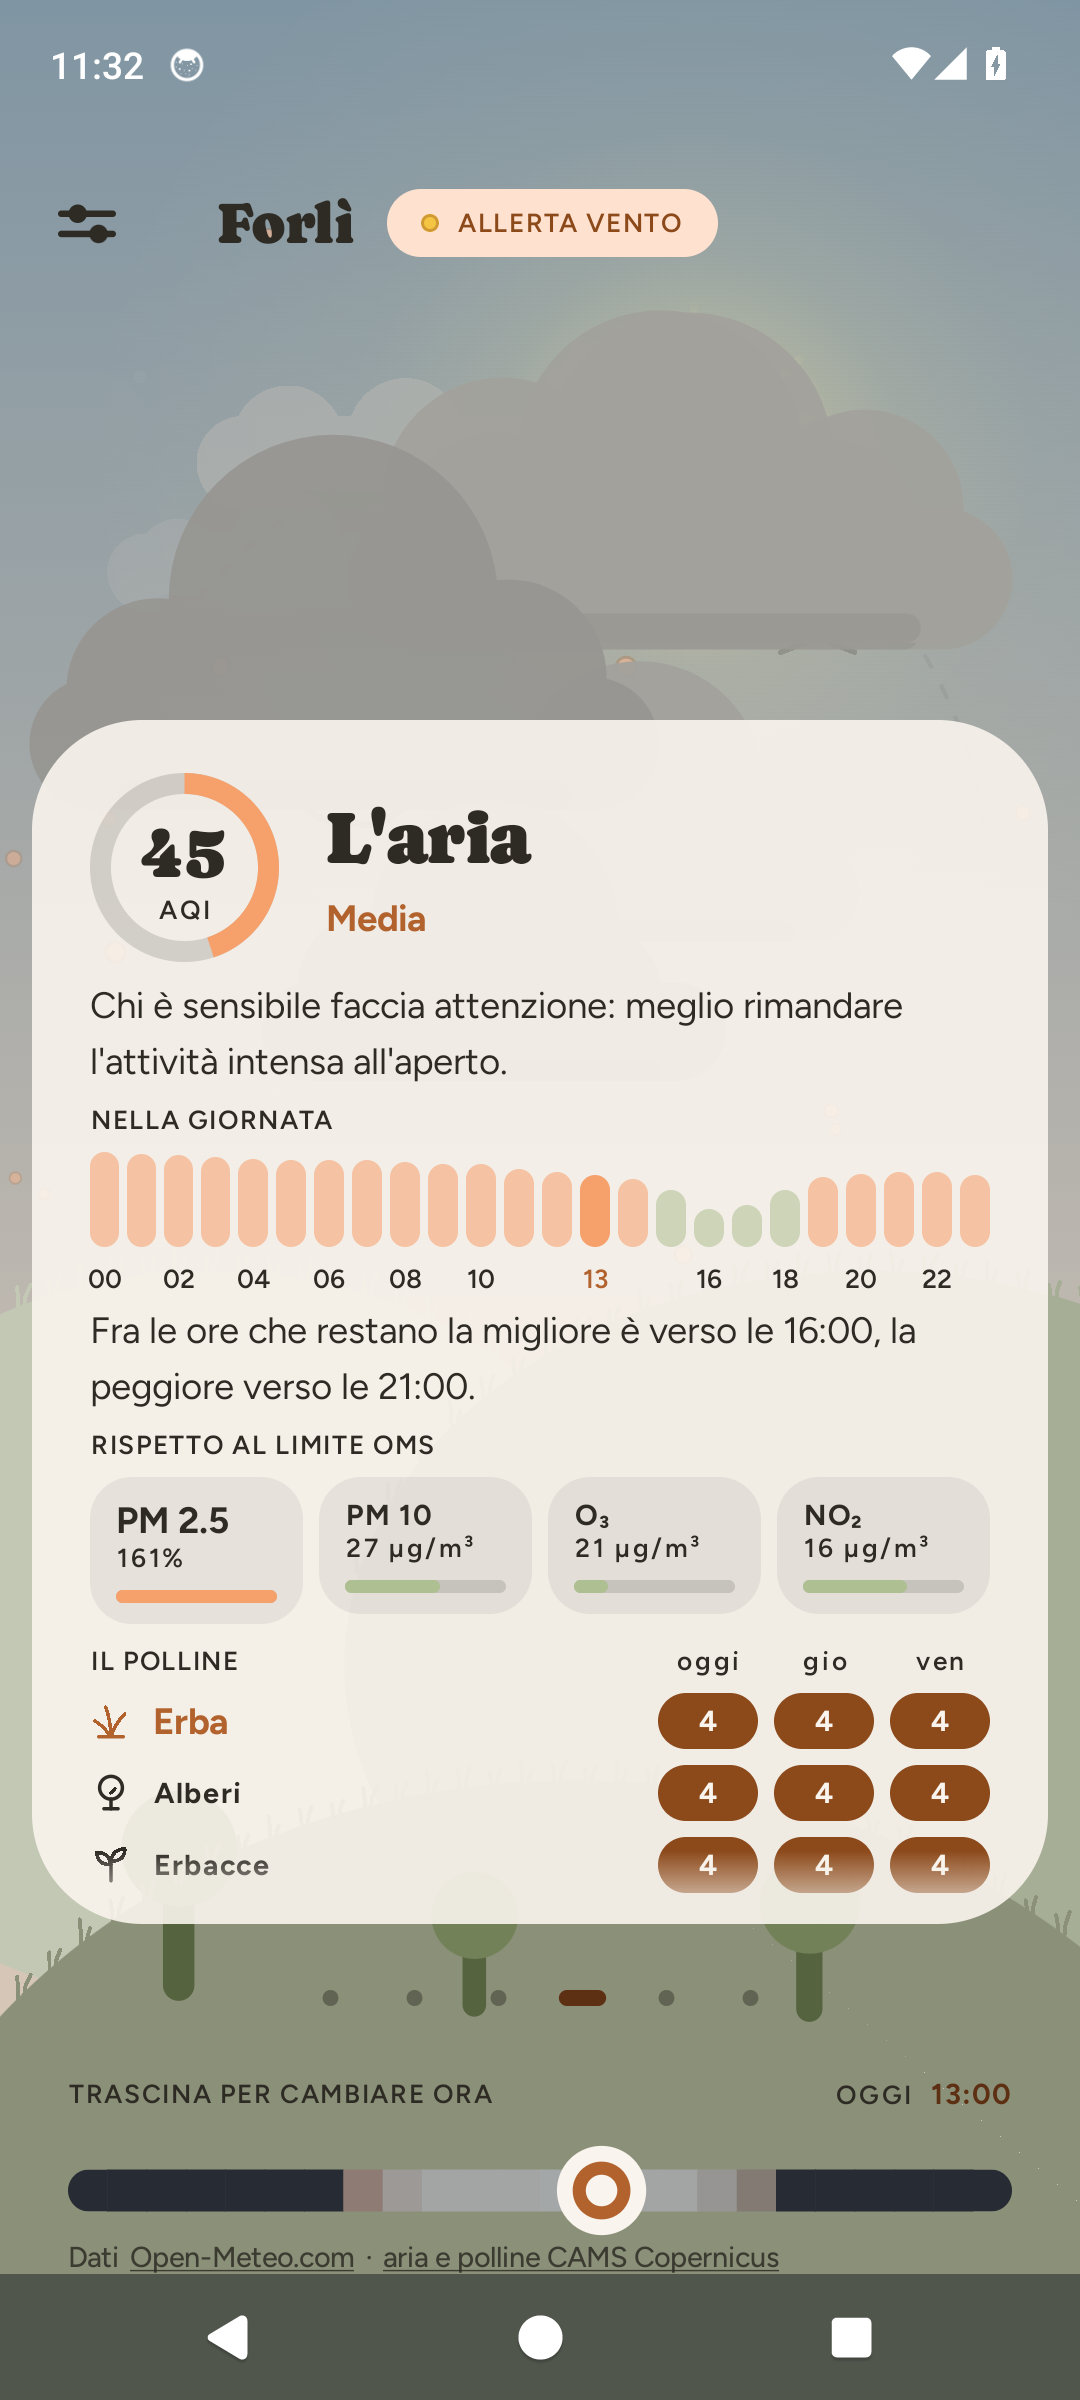 11:32
Forlì
ALLERTA VENTO
45
AQI
L'aria
Media
Chi è sensibile faccia attenzione: meglio rimandare
l'attività intensa all'aperto.
NELLA GIORNATA
00 02 04 06 08 10 13 16 18 20 22
Fra le ore che restano la migliore è verso le 16:00, la
peggiore verso le 21:00.
RISPETTO AL LIMITE OMS
PM 2.5
161%
PM 10
27 µg/m³
O₃
21 µg/m³
NO₂
16 µg/m³
IL POLLINE oggi gio ven
Erba 4 4 4
Alberi 4 4 4
Erbacce 4 4 4
TRASCINA PER CAMBIARE ORA OGGI 13:00
Dati Open-Meteo.com · aria e polline CAMS Copernicus